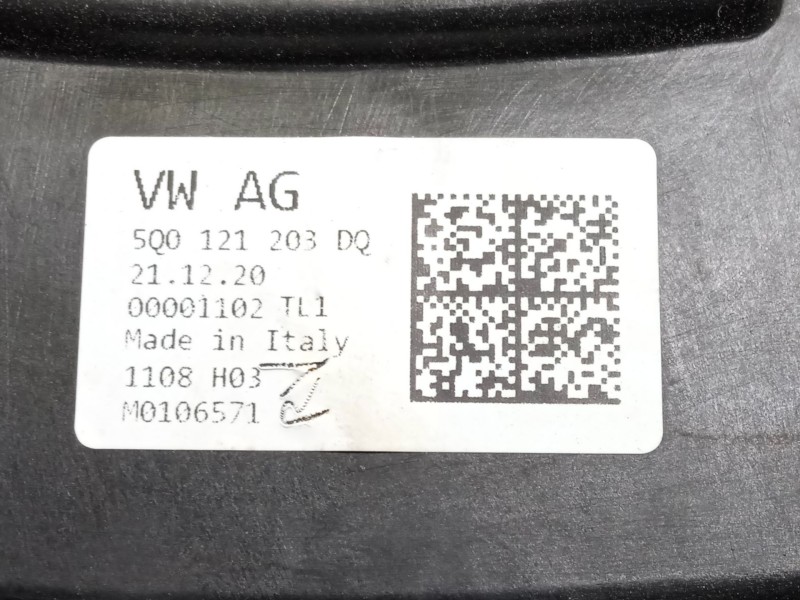 VW AG
5Q0 121 203 DQ
21.12.20
00001102 TL1
Made in Italy
1108 H03
M0106571